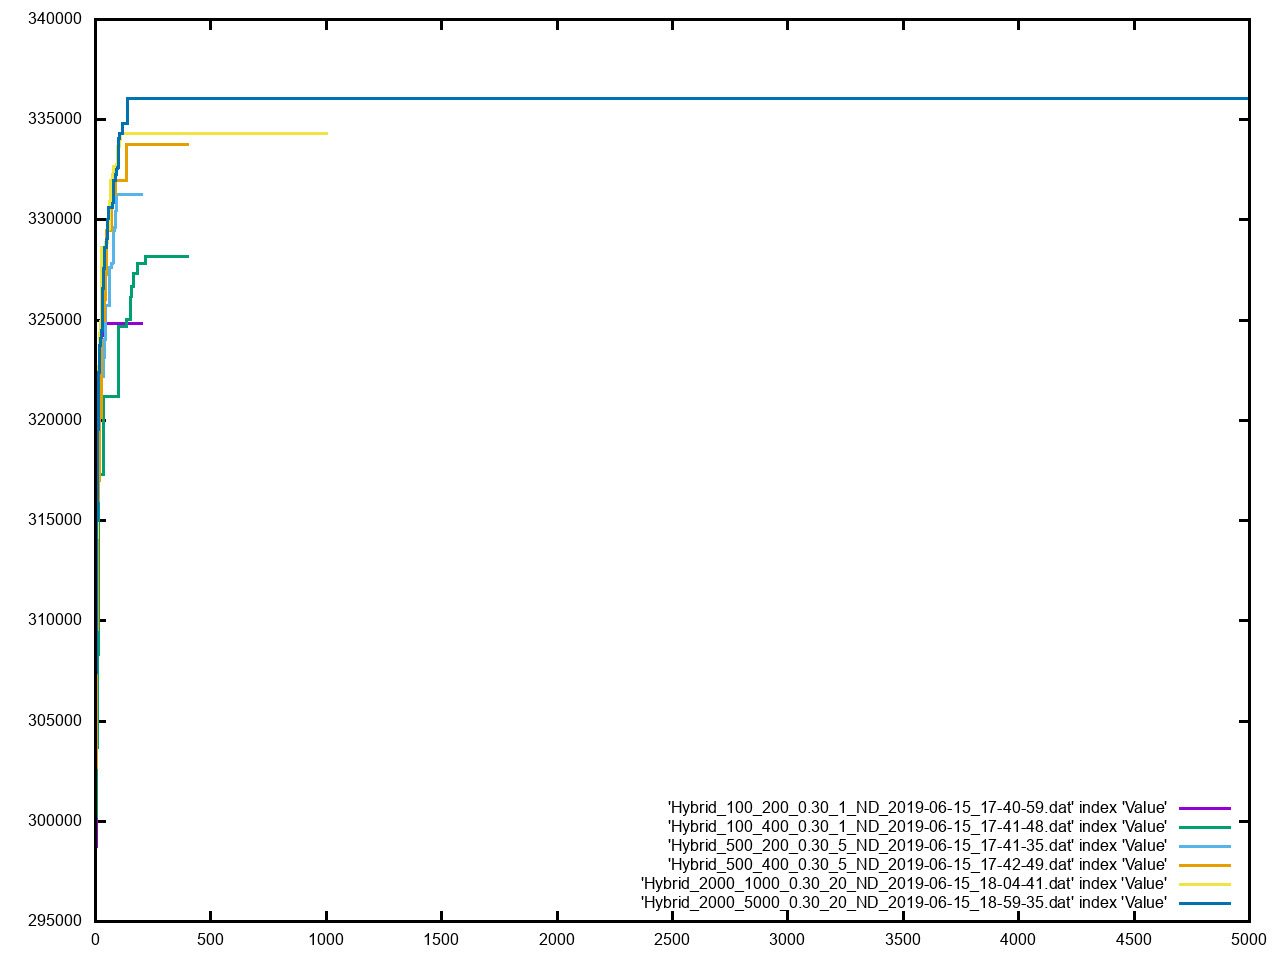 340000
335000
330000
325000
320000
315000
310000
305000
300000
295000
'Hybrid_100_200_0.30_1_ND_2019-06-15_17-40-59.dat' index 'Value'
'Hybrid_100_400_0.30_1_ND_2019-06-15_17-41-48.dat' index 'Value'
'Hybrid_500_200_0.30_5_ND_2019-06-15_17-41-35.dat' index 'Value'
'Hybrid_500_400_0.30_5_ND_2019-06-15_17-42-49.dat' index 'Value'
'Hybrid_2000_1000_0.30_20_ND_2019-06-15_18-04-41.dat' index 'Value'
'Hybrid_2000_5000_0.30_20_ND_2019-06-15_18-59-35.dat' index 'Value'
0 500 1000 1500 2000 2500 3000 3500 4000 4500 5000